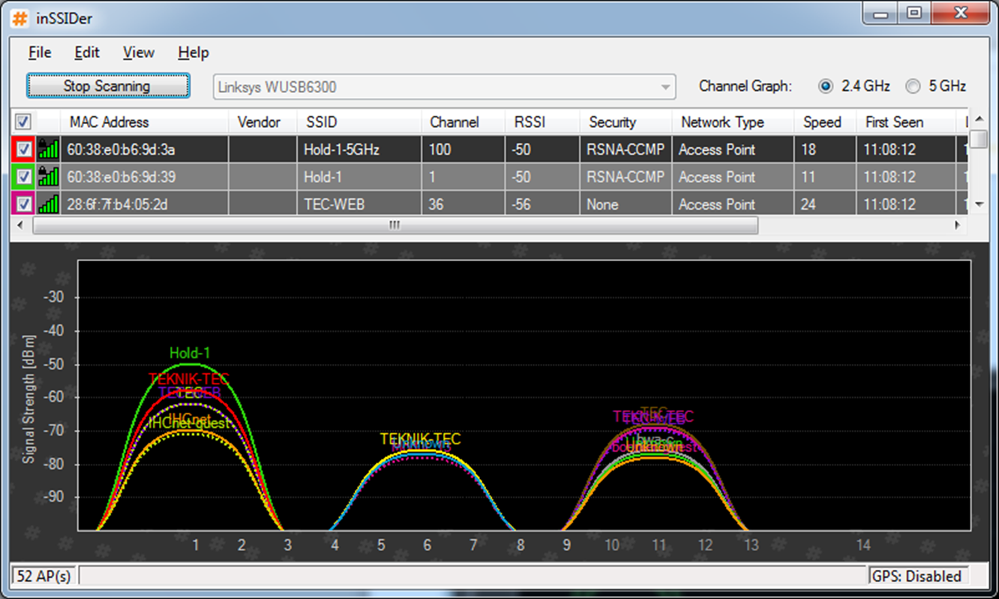 inSSIDer
File Edit View Help
Stop Scanning Linksys WUSB6300 Channel Graph: 2.4 GHz 5 GHz
MAC Address Vendor SSID Channel RSSI Security Network Type Speed First Seen
60:38:e0:b6:9d:3a Hold-1-5GHz 100 -50 RSNA-CCMP Access Point 18 11:08:12
60:38:e0:b6:9d:39 Hold-1 1 -50 RSNA-CCMP Access Point 11 11:08:12
28:6f:7f:b4:05:2d TEC-WEB 36 -56 None Access Point 24 11:08:12
Signal Strength [dBm]
-30
-40
-50
-60
-70
-80
-90
Hold-1
TEKNIK-TEC
TEC
IHCnet
IHCnet-guest
TEKNIK-TEC
Unknown
TEC
TEKNIK-TEC
Unknown
1 2 3 4 5 6 7 8 9 10 11 12 13 14
52 AP(s) GPS: Disabled